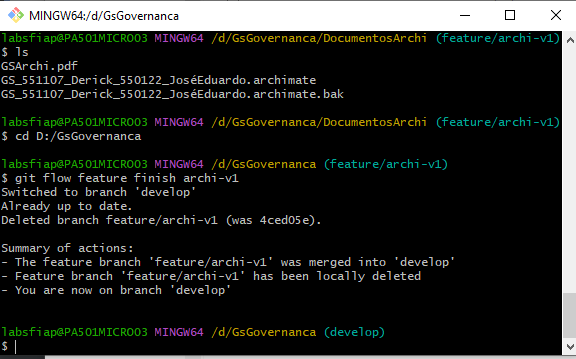 MINGW64:/d/GsGovernanca
labsfiap@PA501MICRO03 MINGW64 /d/GsGovernanca/DocumentosArchi (feature/archi-v1)
$ ls
GSArchi.pdf
GS_551107_Derick_550122_JoséEduardo.archimate
GS_551107_Derick_550122_JoséEduardo.archimate.bak
labsfiap@PA501MICRO03 MINGW64 /d/GsGovernanca/DocumentosArchi (feature/archi-v1)
$ cd D:/GsGovernanca
labsfiap@PA501MICRO03 MINGW64 /d/GsGovernanca (feature/archi-v1)
$ git flow feature finish archi-v1
Switched to branch 'develop'
Already up to date.
Deleted branch feature/archi-v1 (was 4ced05e).
Summary of actions:
- The feature branch 'feature/archi-v1' was merged into 'develop'
- Feature branch 'feature/archi-v1' has been locally deleted
- You are now on branch 'develop'
labsfiap@PA501MICRO03 MINGW64 /d/GsGovernanca (develop)
$